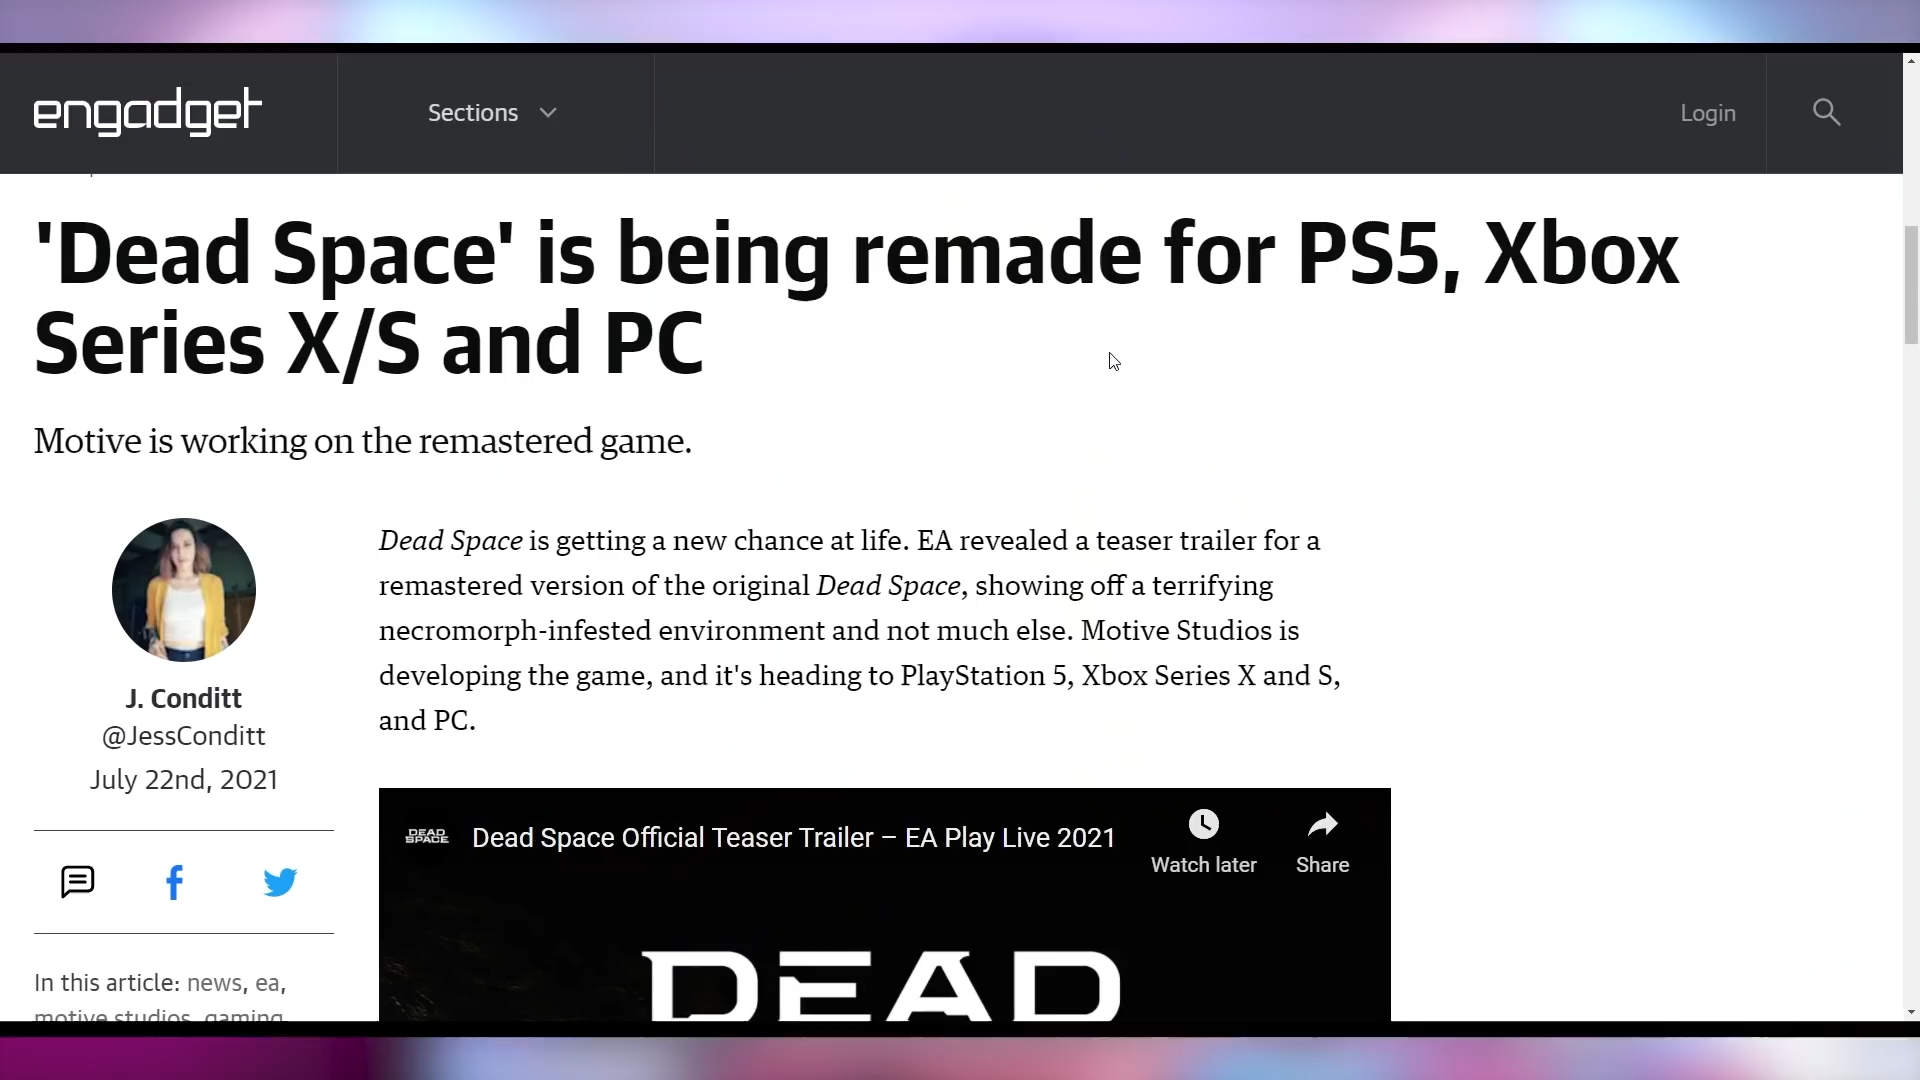 engadget
Sections
Login
'Dead Space' is being remade for PS5, Xbox
Series X/S and PC
Motive is working on the remastered game.
J. Conditt
@JessConditt
July 22nd, 2021
In this article: news, ea,
motive studios, gaming,
Dead Space is getting a new chance at life. EA revealed a teaser trailer for a
remastered version of the original Dead Space, showing off a terrifying
necromorph-infested environment and not much else. Motive Studios is
developing the game, and it's heading to PlayStation 5, Xbox Series X and S,
and PC.
DEAD
SPACE
Dead Space Official Teaser Trailer – EA Play Live 2021
Watch later
Share
DEAD